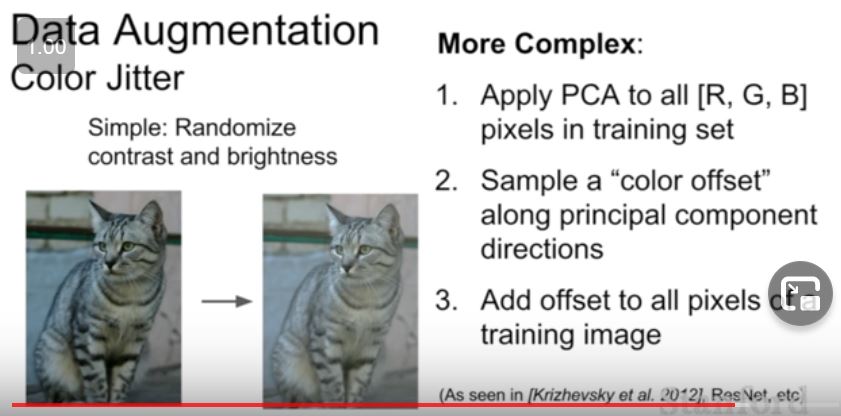 Data Augmentation
1.00
Color Jitter
Simple: Randomize
contrast and brightness
More Complex:
1. Apply PCA to all [R, G, B]
pixels in training set
2. Sample a “color offset”
along principal component
directions
3. Add offset to all pixels of a
training image
(As seen in [Krizhevsky et al. 2012], ResNet, etc)
Stanford